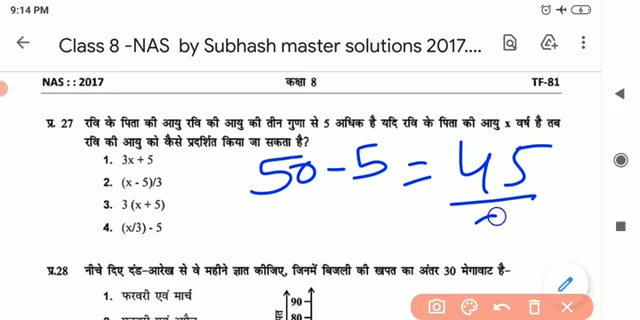 9:14 PM
6
Class 8 -NAS by Subhash master solutions 2017....
NAS : : 2017 कक्षा 8 TF-81
प्र. 27 रवि के पिता की आयु रवि की आयु की तीन गुणा से 5 अधिक है यदि रवि के पिता की आयु x वर्ष है तब
रवि की आयु को कैसे प्रदर्शित किया जा सकता है?
1. 3x + 5
2. (x - 5)/3
3. 3 (x + 5)
4. (x/3) - 5
50 - 5 = 45
प्र.28 नीचे दिए दंड-आरेख से वे महीने ज्ञात कीजिए, जिनमें बिजली की खपत का अंतर 30 मेगावाट है-
1. फरवरी एवं मार्च
90
80